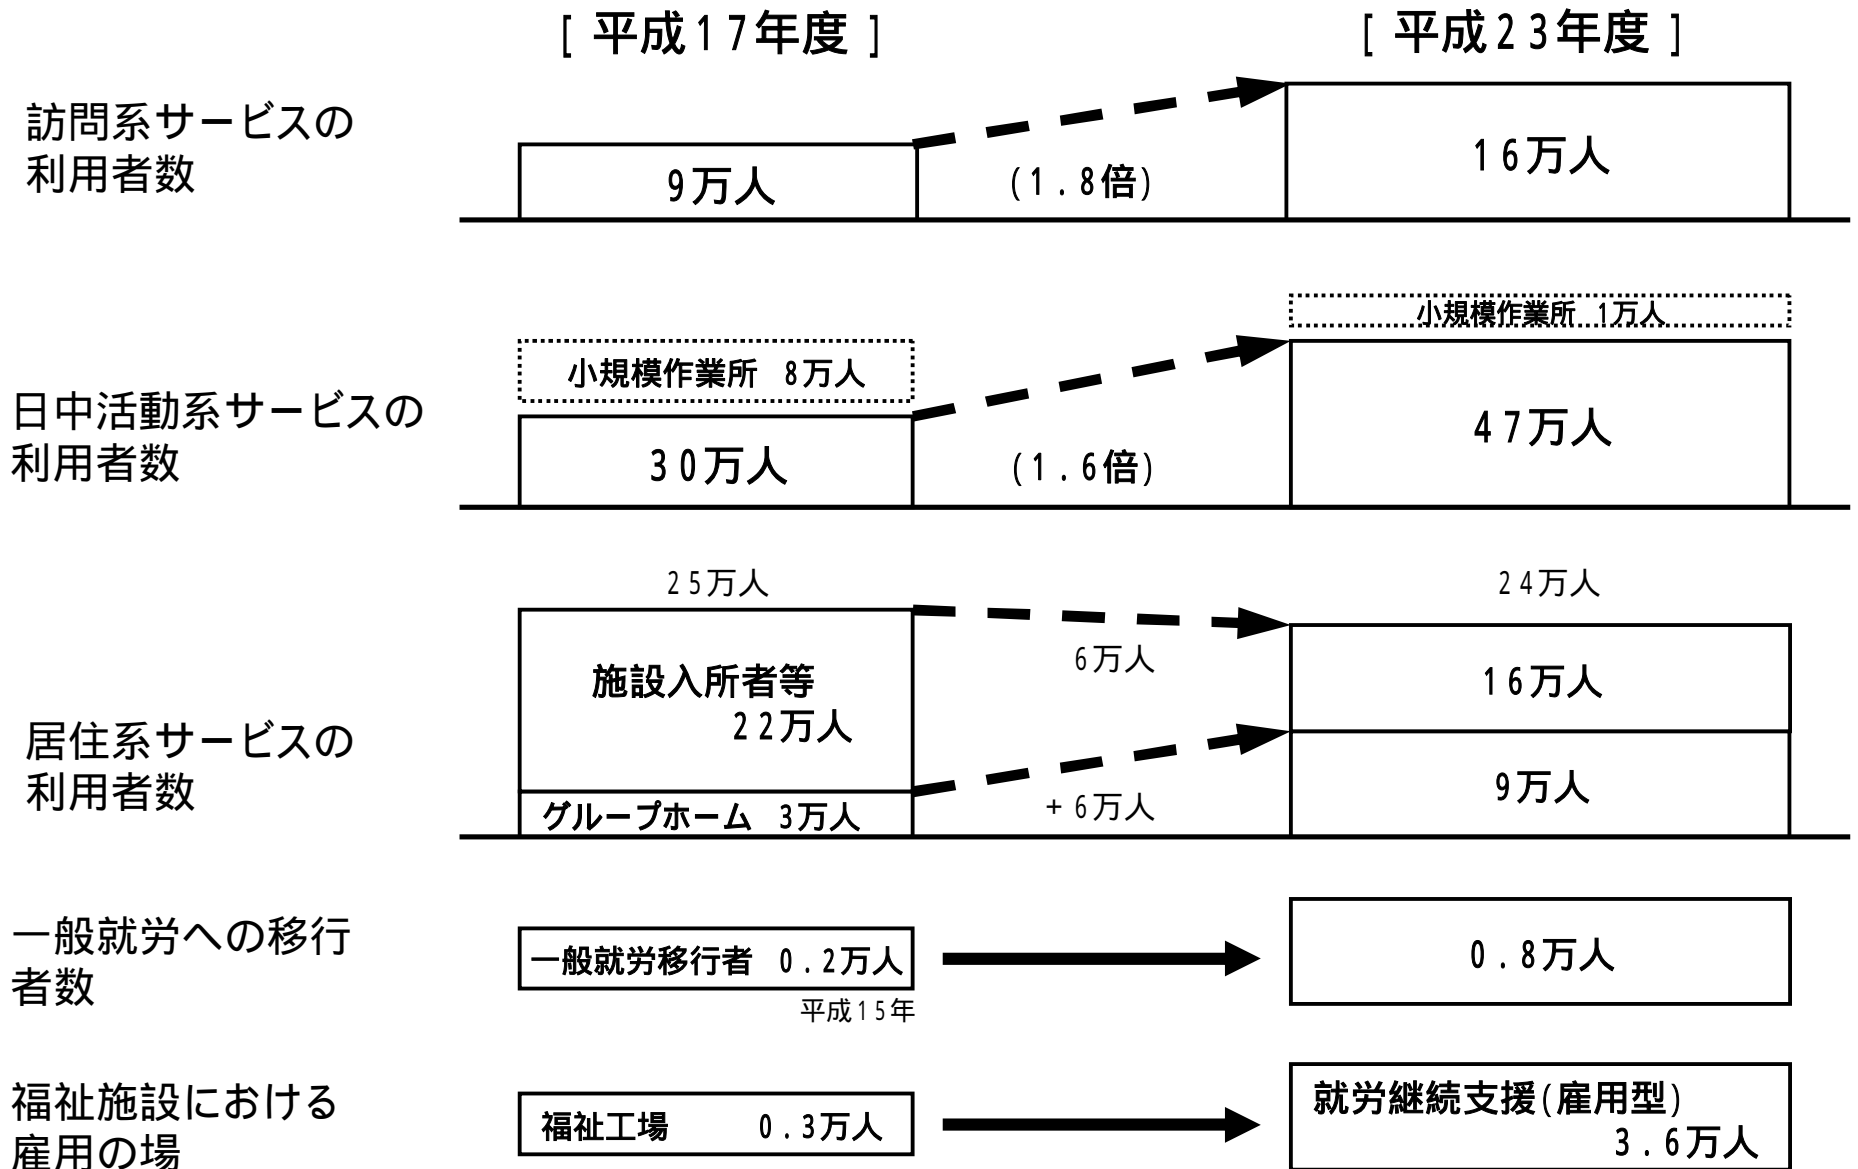 [ 平成17年度 ]
[ 平成23年度 ]
訪問系サービスの
利用者数
9万人
(1.8倍)
16万人
日中活動系サービスの
利用者数
小規模作業所 8万人
30万人
(1.6倍)
小規模作業所 1万人
47万人
居住系サービスの
利用者数
25万人
施設入所者等
22万人
グループホーム 3万人
6万人
+6万人
24万人
16万人
9万人
一般就労への移行
者数
一般就労移行者 0.2万人
平成15年
0.8万人
福祉施設における
雇用の場
福祉工場 0.3万人
就労継続支援(雇用型)
3.6万人